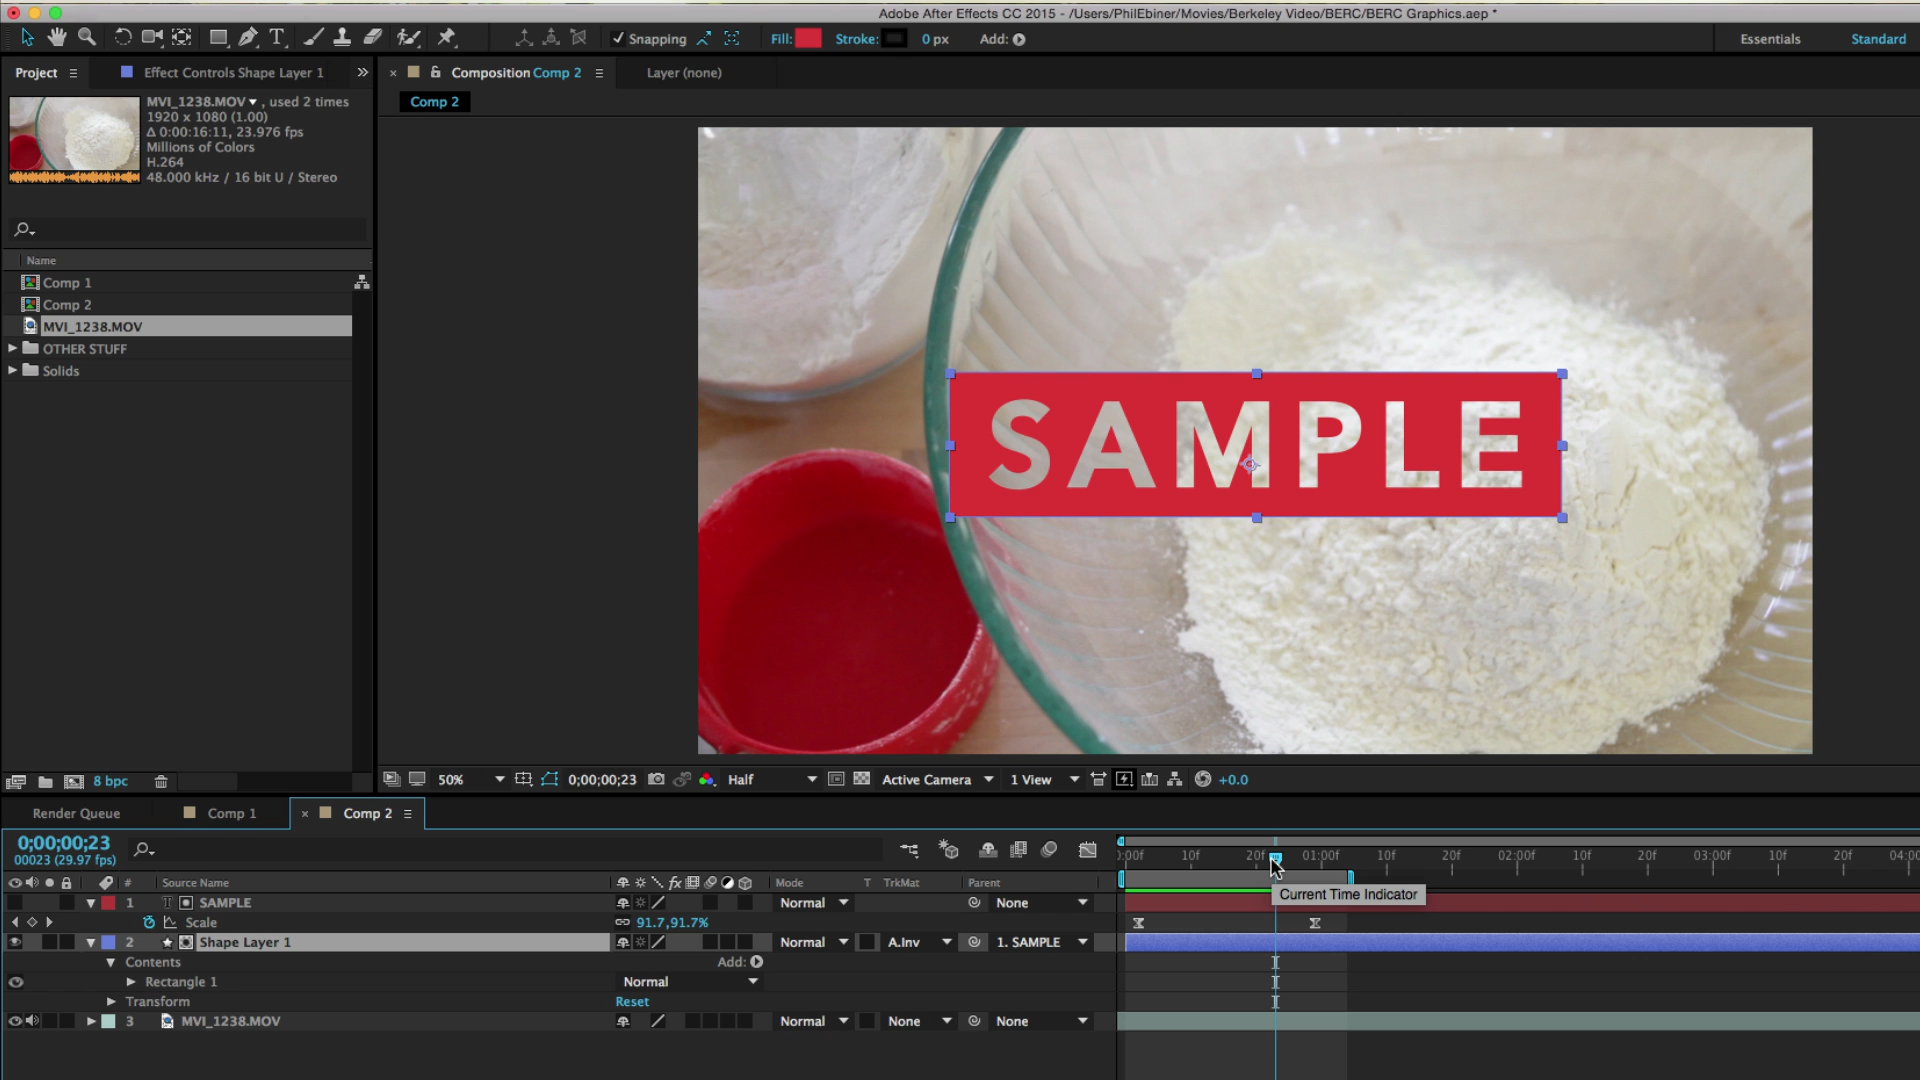 Adobe After Effects CC 2015 - /Users/PhilEbiner/Movies/Berkeley Video/BERC/BERC Graphics.aep *
Snapping Fill: Stroke: 0 px Add: Essentials Standard
Project Effect Controls Shape Layer 1 Composition Comp 2 Layer (none)
MVI_1238.MOV , used 2 times
1920 x 1080 (1.00)
Δ 0:00:16:11, 23.976 fps
Millions of Colors
H.264
48.000 kHz / 16 bit U / Stereo
Comp 2
Name
Comp 1
Comp 2
MVI_1238.MOV
OTHER STUFF
Solids
SAMPLE
8 bpc
50% 0;00;00;23 Half Active Camera 1 View +0.0
Render Queue Comp 1 Comp 2
0;00;00;23
00023 (29.97 fps)
:00f 10f 20f 01:00f 10f 20f 02:00f 10f 20f 03:00f 10f 20f 04:00
# Source Name fx Mode T TrkMat Parent
Current Time Indicator
1 T SAMPLE Normal None
Scale 91.7,91.7%
2 Shape Layer 1 Normal A.Inv 1. SAMPLE
Contents Add:
Rectangle 1 Normal
Transform Reset
3 MVI_1238.MOV Normal None None